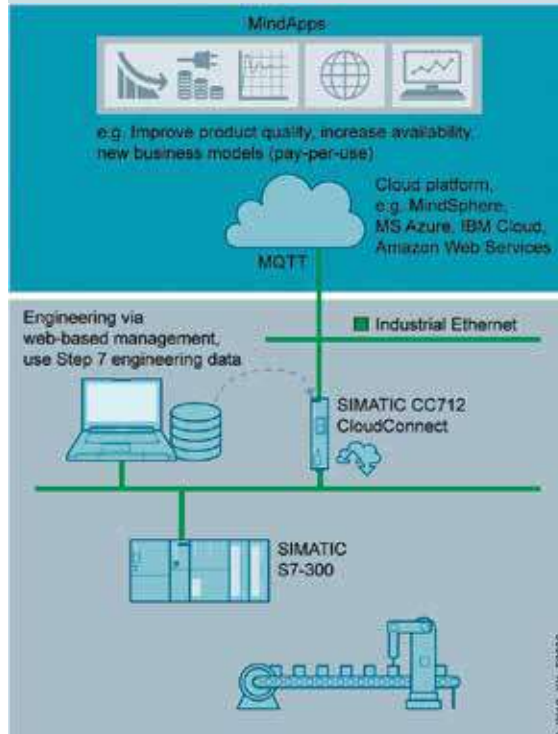 MindApps
e.g. Improve product quality, increase availability,
new business models (pay-per-use)
Cloud platform,
e.g. MindSphere,
MS Azure, IBM Cloud,
Amazon Web Services
MQTT
Engineering via
web-based management,
use Step 7 engineering data
Industrial Ethernet
SIMATIC CC712
CloudConnect
SIMATIC
S7-300